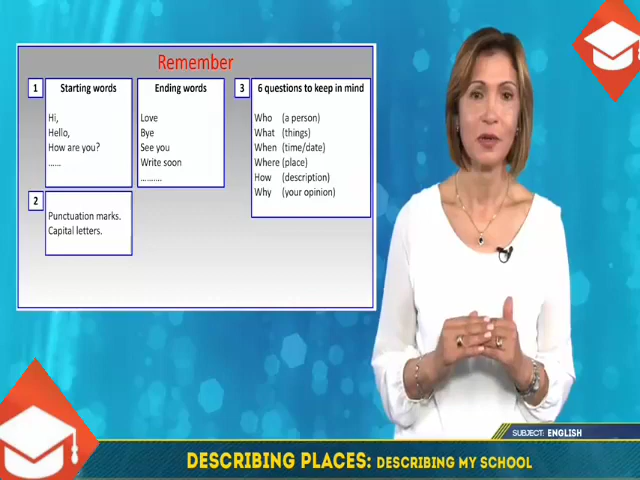 Remember
1
Starting words
Hi,
Hello,
How are you?
......
Ending words
Love
Bye
See you
Write soon
..........
2
Punctuation marks.
Capital letters.
3
6 questions to keep in mind
Who (a person)
What (things)
When (time/date)
Where (place)
How (description)
Why (your opinion)
SUBJECT: ENGLISH
DESCRIBING PLACES: DESCRIBING MY SCHOOL